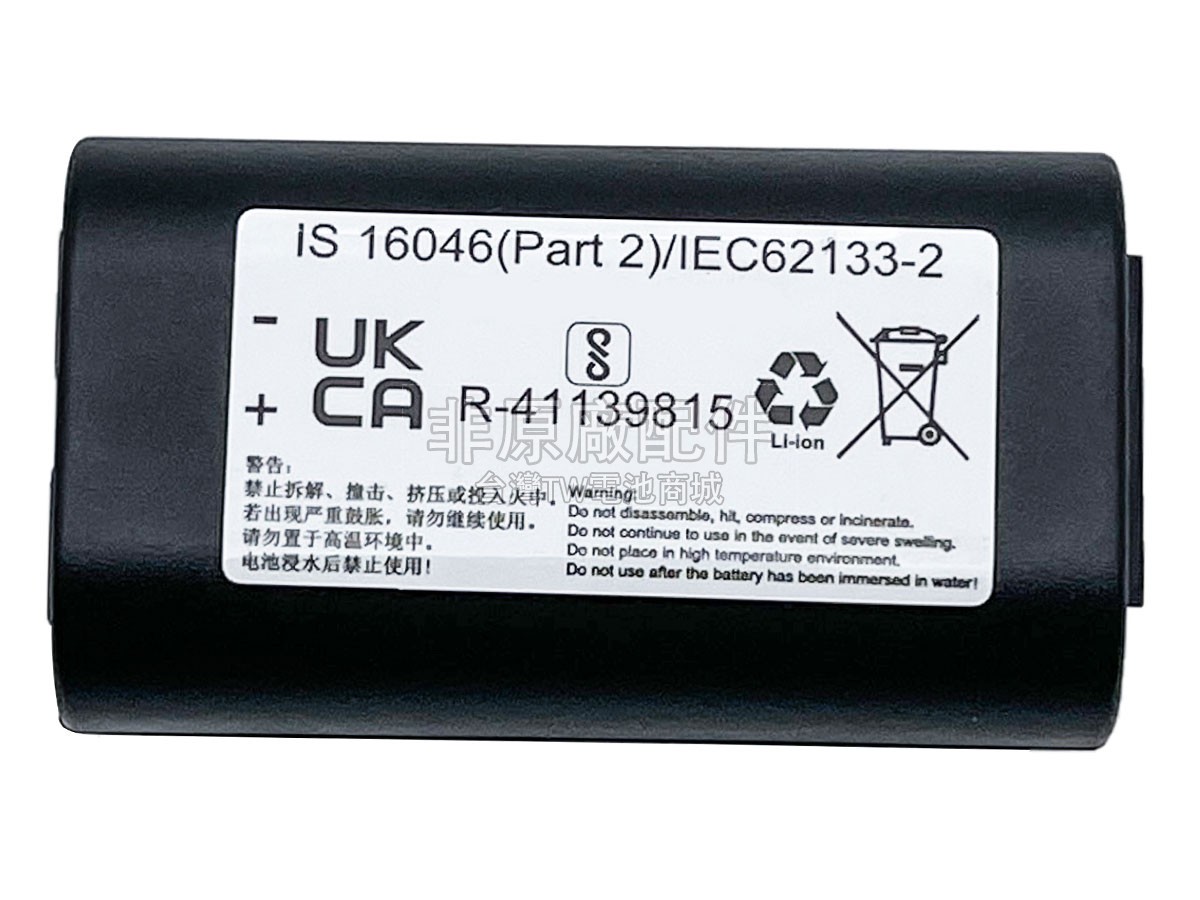 IS 16046(Part 2)/IEC62133-2
-
+
UK
CA
R-41139815
Li-ion
非原廠配件
台灣TW電池商城
警告:
禁止拆解、撞击、挤压或投入火中。
若出现严重鼓胀，请勿继续使用。
请勿置于高温环境中。
电池浸水后禁止使用!
Warning:
Do not disassemble, hit, compress or incinerate.
Do not continue to use in the event of severe swelling.
Do not place in high temperature environment.
Do not use after the battery has been immersed in water!